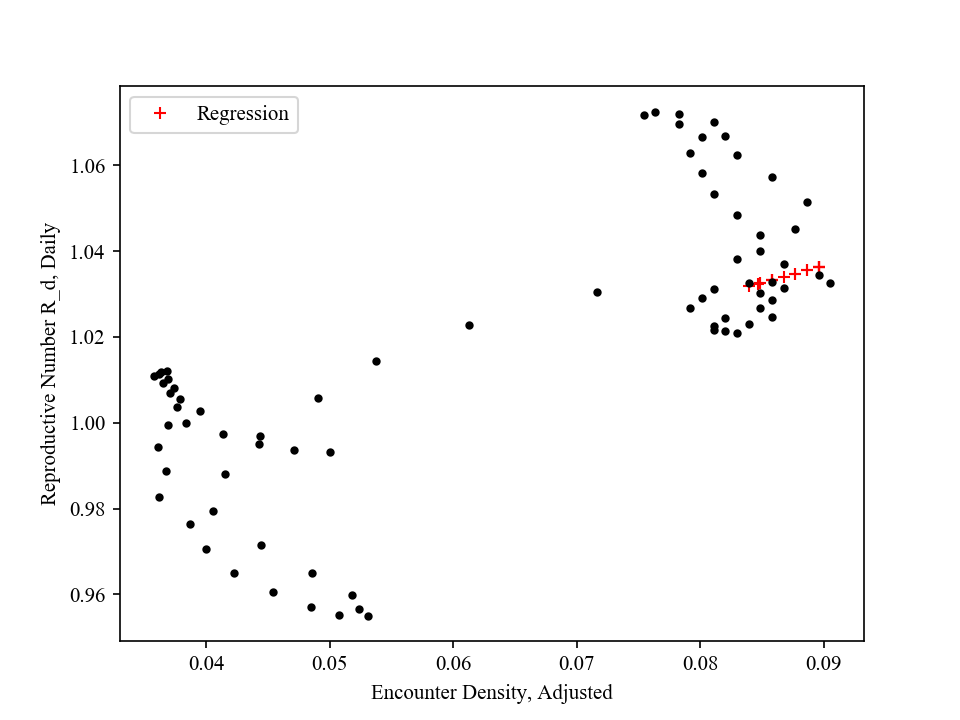 Regression
1.06
1.04
1.02
1.00
0.98
0.96
Reproductive Number R_d, Daily
0.04 0.05 0.06 0.07 0.08 0.09
Encounter Density, Adjusted